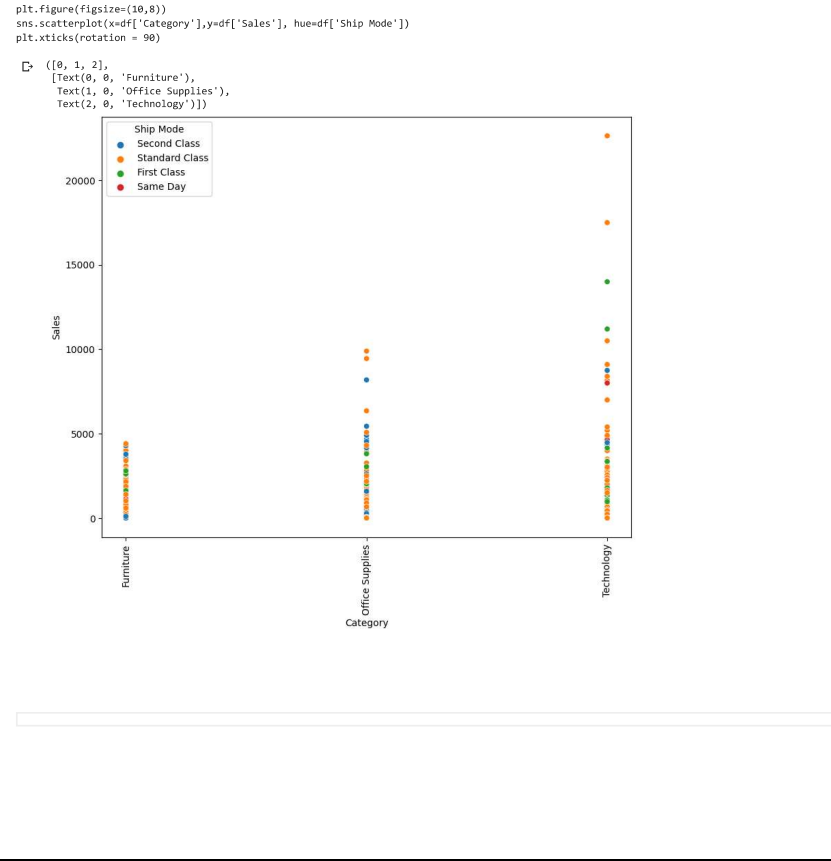 plt.figure(figsize=(10,8))
sns.scatterplot(x=df['Category'],y=df['Sales'], hue=df['Ship Mode'])
plt.xticks(rotation = 90)
([0, 1, 2],
[Text(0, 0, 'Furniture'),
Text(1, 0, 'Office Supplies'),
Text(2, 0, 'Technology')])
Ship Mode
Second Class
Standard Class
First Class
Same Day
20000
15000
10000
5000
0
Sales
Furniture
Office Supplies
Technology
Category